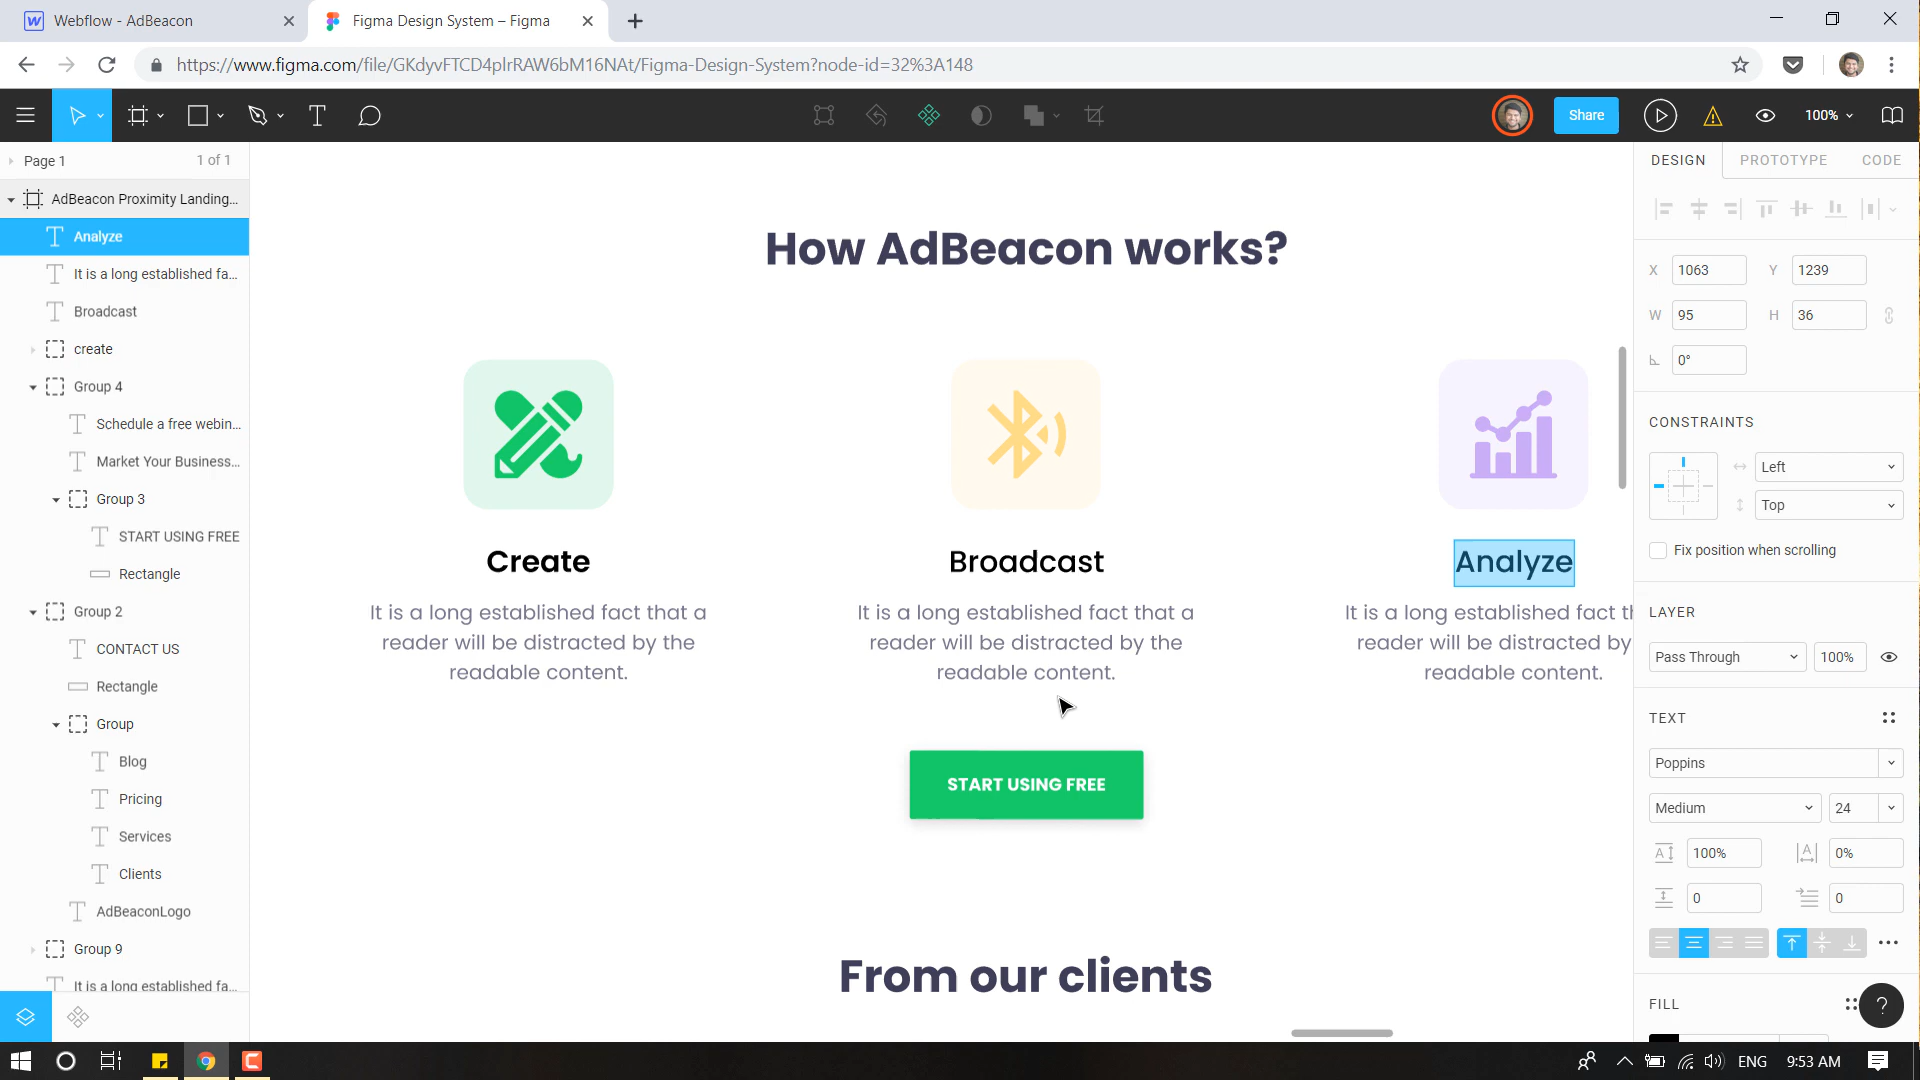 Webflow - AdBeacon
Figma Design System – Figma
https://www.figma.com/file/GKdyvFTCD4plrRAW6bM16NAt/Figma-Design-System?node-id=32%3A148
Share
100%
Page 1
1 of 1
AdBeacon Proximity Landing...
Analyze
It is a long established fa...
Broadcast
create
Group 4
Schedule a free webin...
Market Your Business...
Group 3
START USING FREE
Rectangle
Group 2
CONTACT US
Rectangle
Group
Blog
Pricing
Services
Clients
AdBeaconLogo
Group 9
It is a long established fa...
How AdBeacon works?
Create
It is a long established fact that a
reader will be distracted by the
readable content.
Broadcast
It is a long established fact that a
reader will be distracted by the
readable content.
Analyze
It is a long established fact th
reader will be distracted by
readable content.
START USING FREE
From our clients
DESIGN
PROTOTYPE
CODE
X 1063 Y 1239
W 95 H 36
0°
CONSTRAINTS
Left
Top
Fix position when scrolling
LAYER
Pass Through 100%
TEXT
Poppins
Medium 24
100% 0%
0 0
FILL
?
ENG
9:53 AM